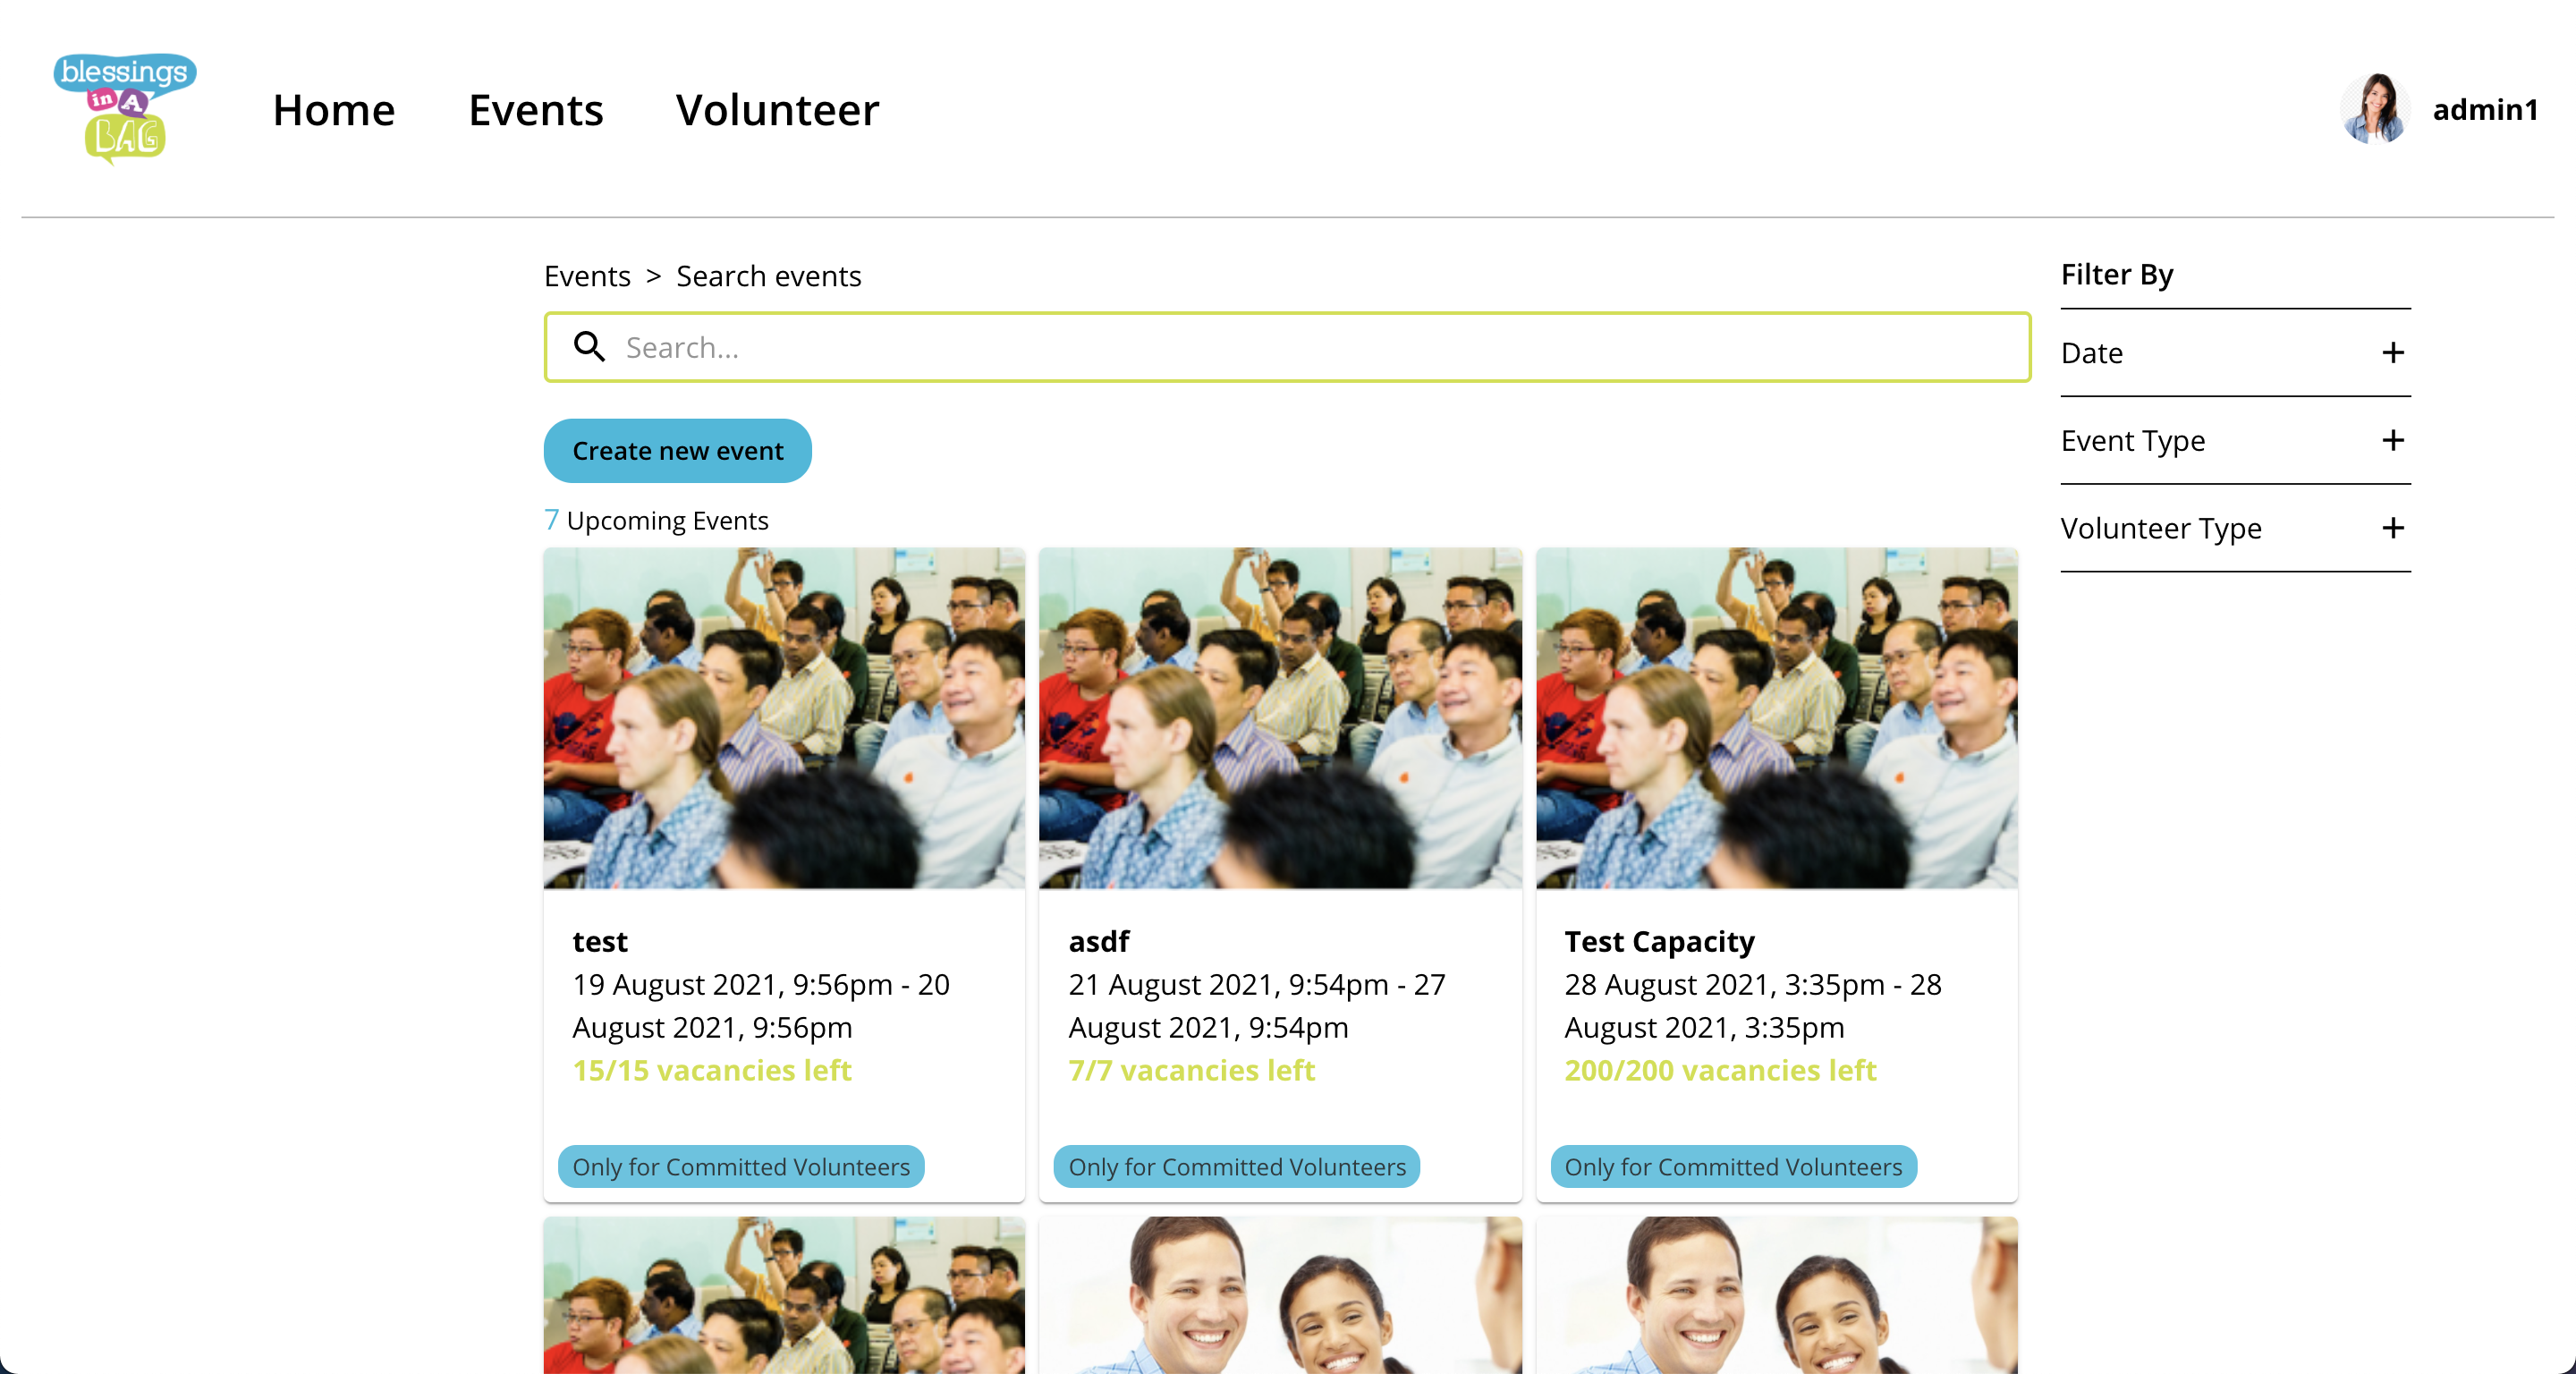 blessings
in A
BAG
Home
Events
Volunteer
admin1
Events > Search events
Search...
Create new event
7 Upcoming Events
Filter By
Date +
Event Type +
Volunteer Type +
test
19 August 2021, 9:56pm - 20
August 2021, 9:56pm
15/15 vacancies left
Only for Committed Volunteers
asdf
21 August 2021, 9:54pm - 27
August 2021, 9:54pm
7/7 vacancies left
Only for Committed Volunteers
Test Capacity
28 August 2021, 3:35pm - 28
August 2021, 3:35pm
200/200 vacancies left
Only for Committed Volunteers